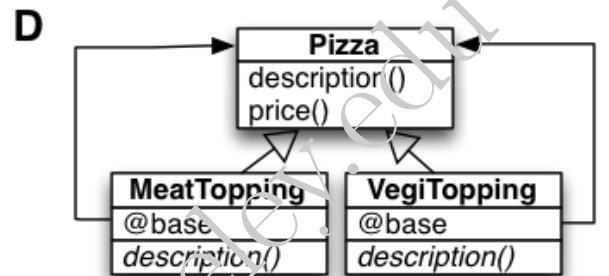 D
Pizza
description()
price()
MeatTopping
@base
description()
VegiTopping
@base
description()